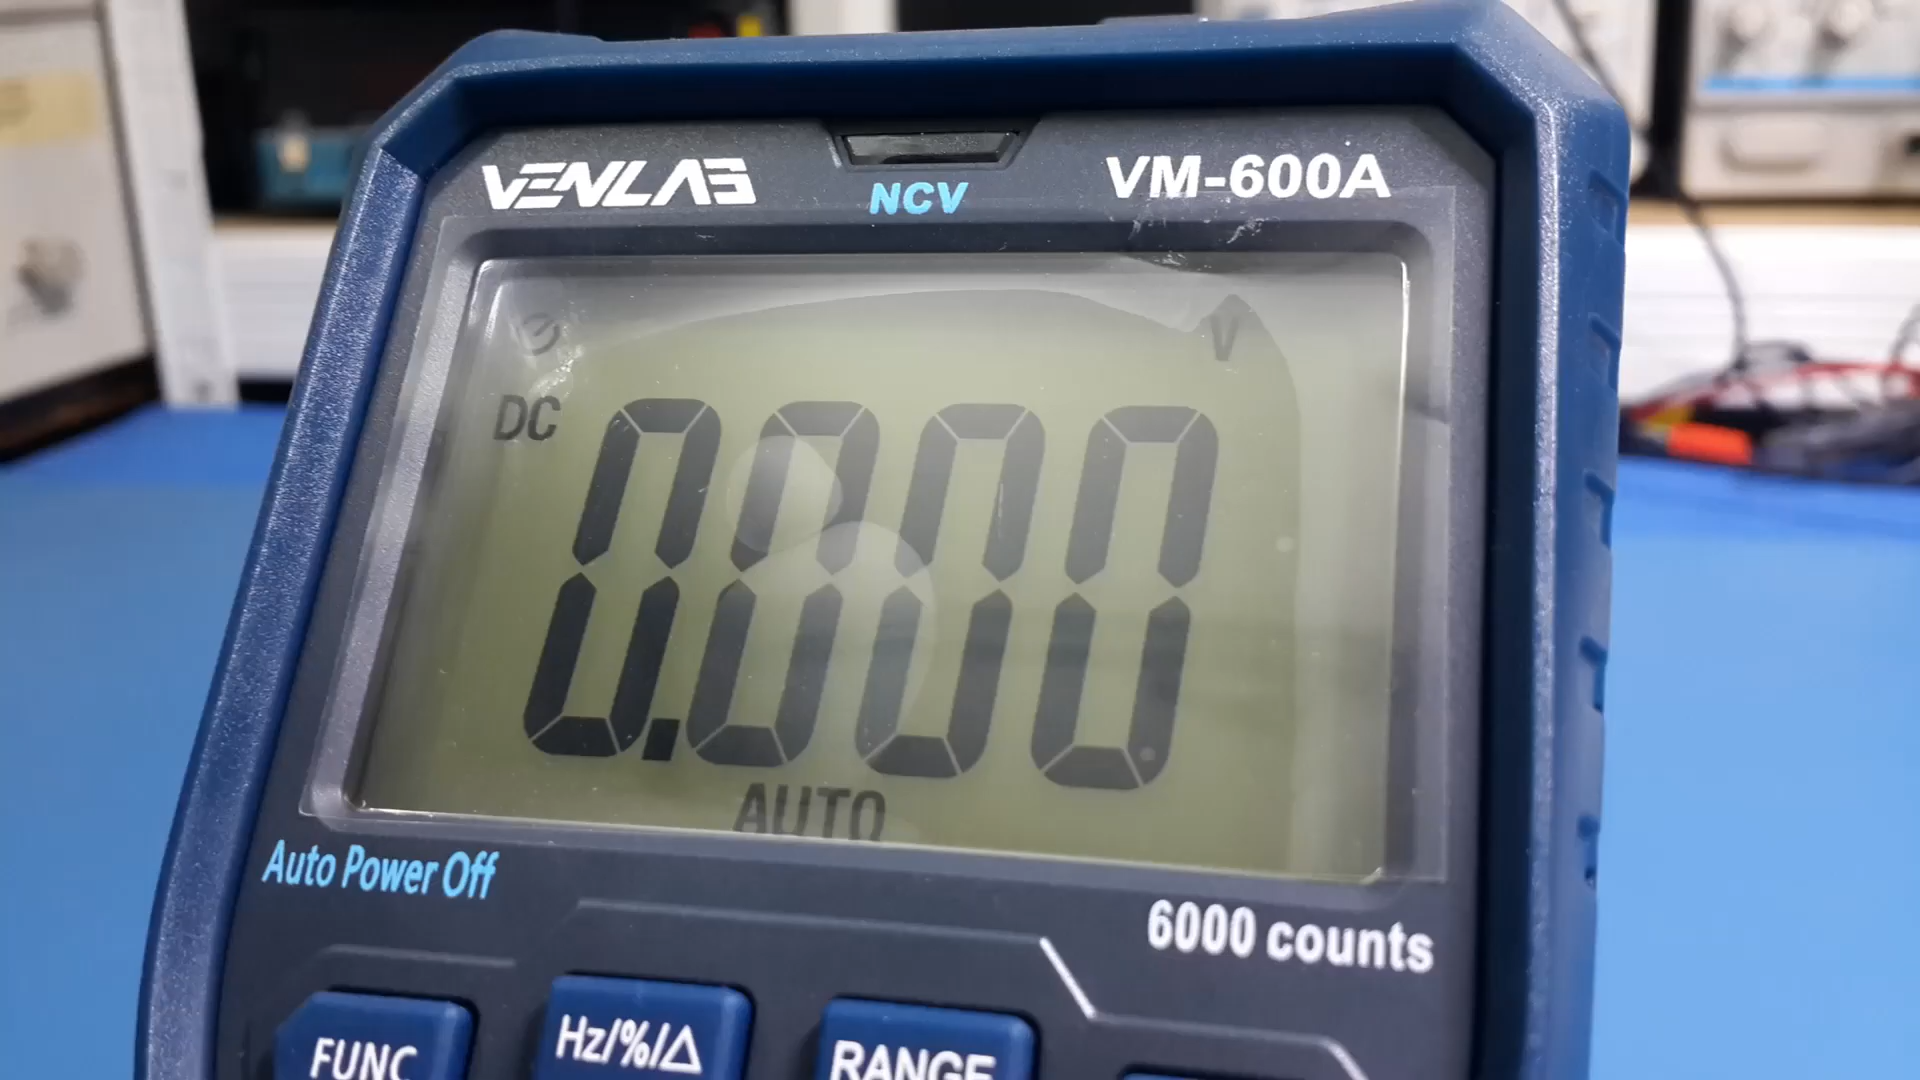 VENLAB
NCV
VM-600A
V
DC
0.000
AUTO
Auto Power Off
6000 counts
FUNC
Hz/%/△
RANGE